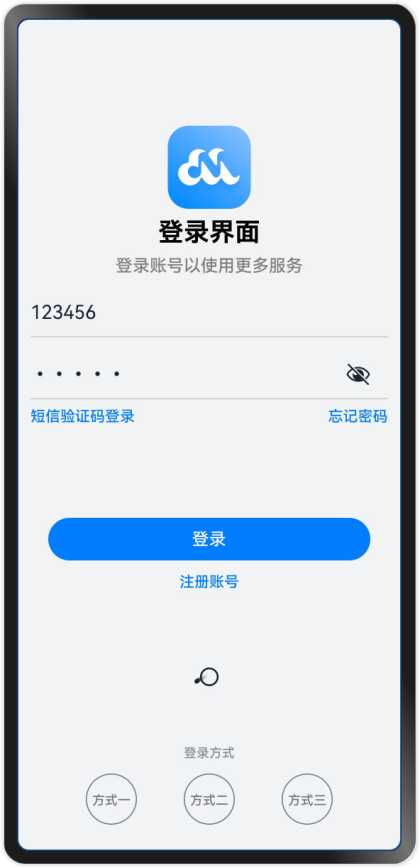 登录界面
登录账号以使用更多服务
123456
•••••
短信验证码登录 忘记密码
登录
注册账号
登录方式
方式一 方式二 方式三